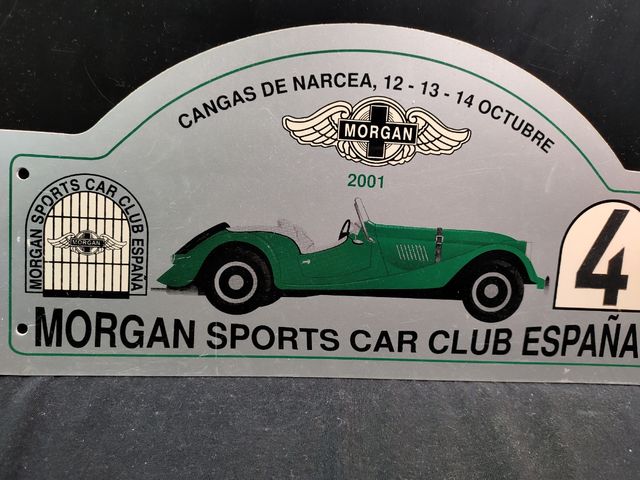 CANGAS DE NARCEA, 12 - 13 - 14 OCTUBRE
MORGAN
2001
MORGAN SPORTS CAR CLUB ESPAÑA
MORGAN
4
MORGAN SPORTS CAR CLUB ESPAÑA